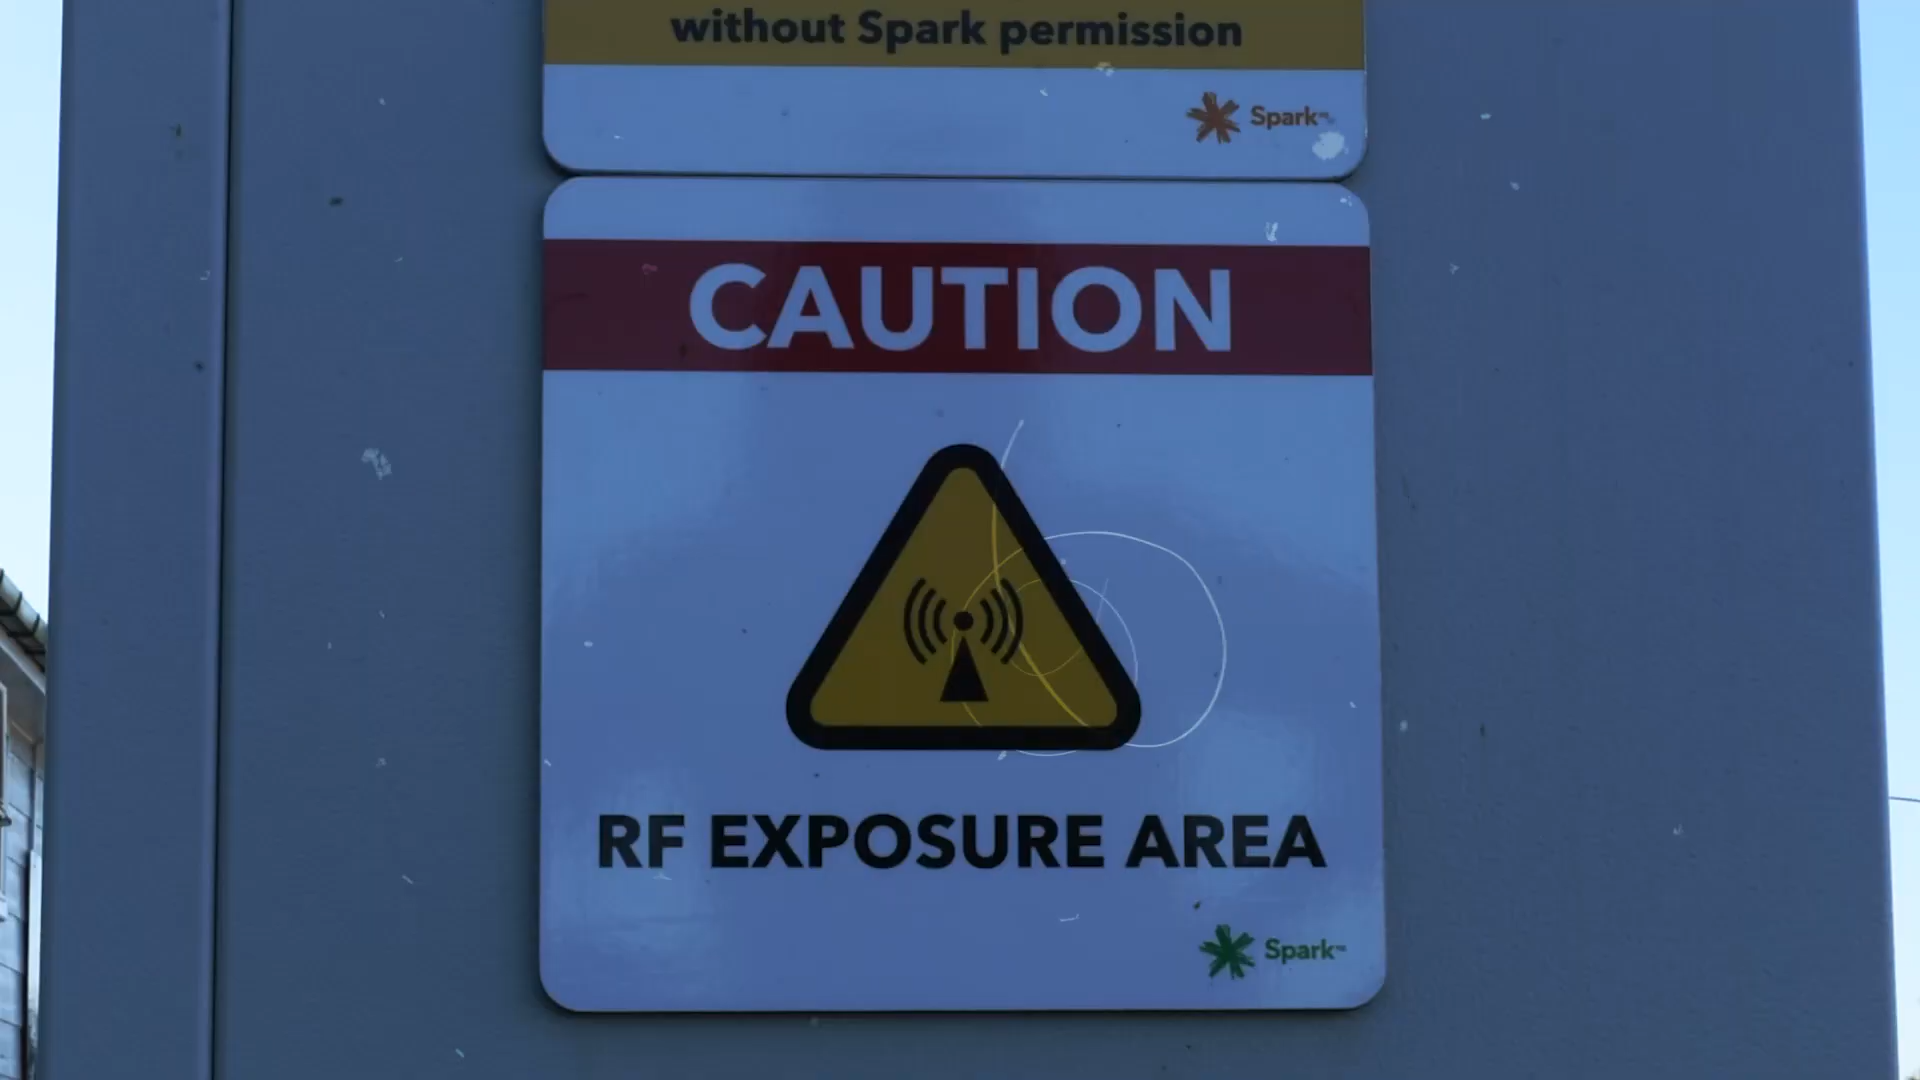 without Spark permission
Spark
CAUTION
RF EXPOSURE AREA
Spark